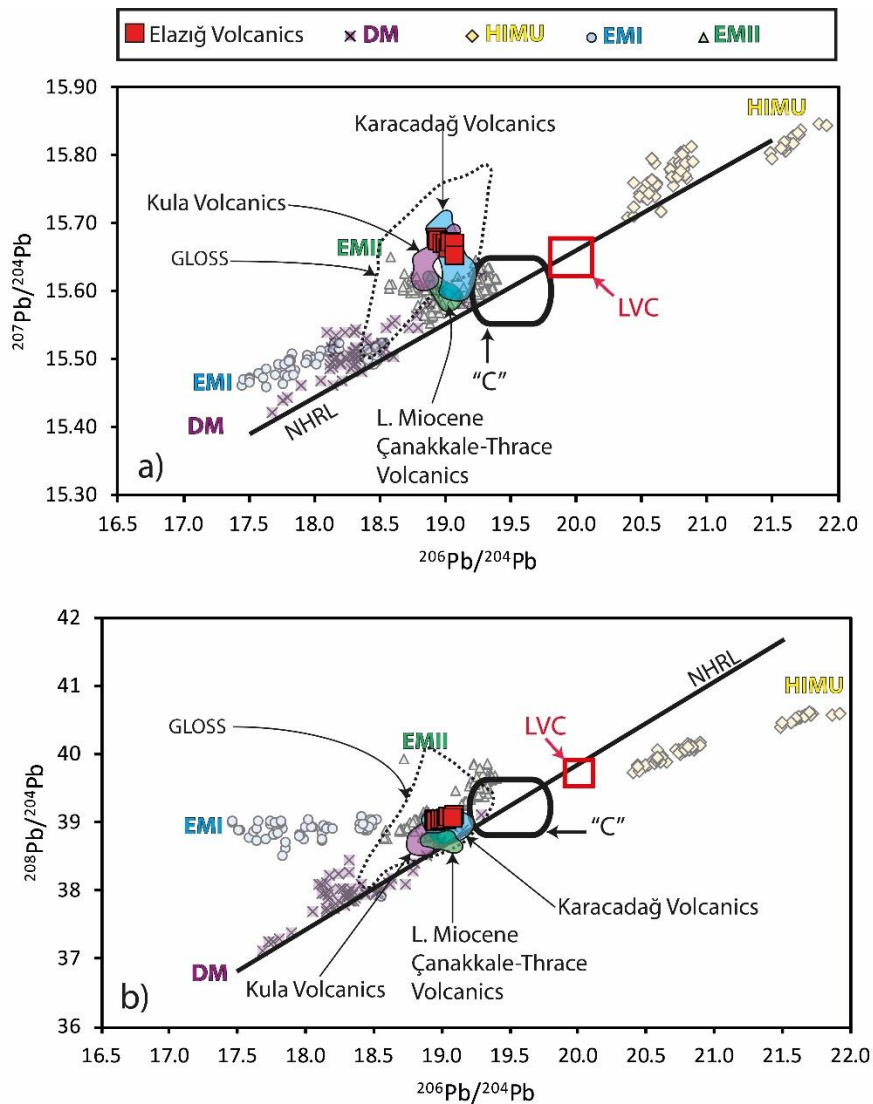 Elazığ Volcanics DM HIMU EMI EMII
15.90
15.80
15.70
15.60
15.50
15.40
15.30
²⁰⁷Pb/²⁰⁴Pb
HIMU
Karacadağ Volcanics
Kula Volcanics
EMII
GLOSS
LVC
"C"
EMI
DM
NHRL
L. Miocene
Çanakkale-Thrace
Volcanics
a)
16.5 17.0 17.5 18.0 18.5 19.0 19.5 20.0 20.5 21.0 21.5 22.0
²⁰⁶Pb/²⁰⁴Pb
42
41
40
39
38
37
36
²⁰⁸Pb/²⁰⁴Pb
NHRL
HIMU
GLOSS
EMII
LVC
EMI
"C"
Karacadağ Volcanics
DM
Kula Volcanics
L. Miocene
Çanakkale-Thrace
Volcanics
b)
16.5 17.0 17.5 18.0 18.5 19.0 19.5 20.0 20.5 21.0 21.5 22.0
²⁰⁶Pb/²⁰⁴Pb